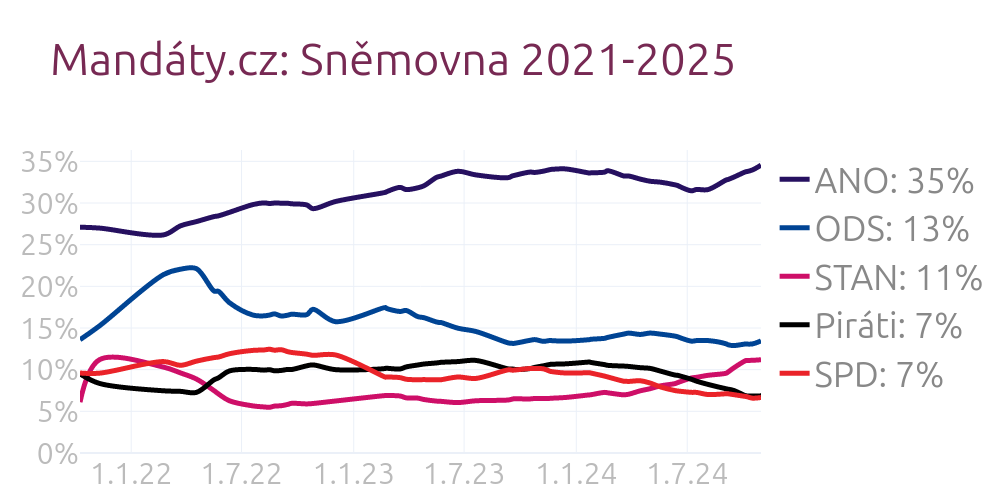 Mandáty.cz: Sněmovna 2021-2025
35%
30%
25%
20%
15%
10%
5%
0%
1.1.22 1.7.22 1.1.23 1.7.23 1.1.24 1.7.24
ANO: 35%
ODS: 13%
STAN: 11%
Piráti: 7%
SPD: 7%